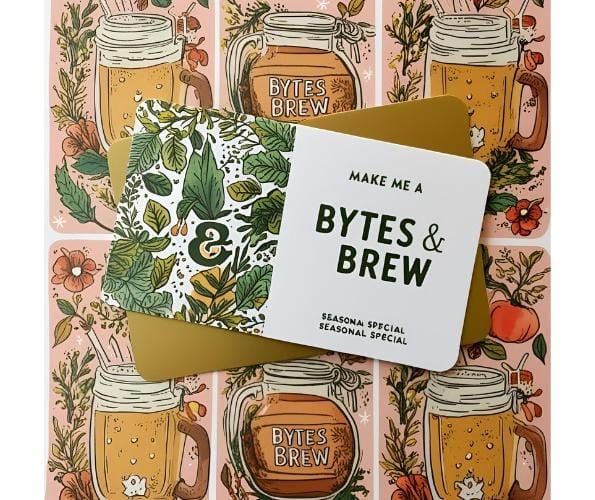 BYTES
BREW
&
MAKE ME A
BYTES &
BREW
SEASONA SPECIAL
SEASONAL SPECIAL
BYTES
BREW